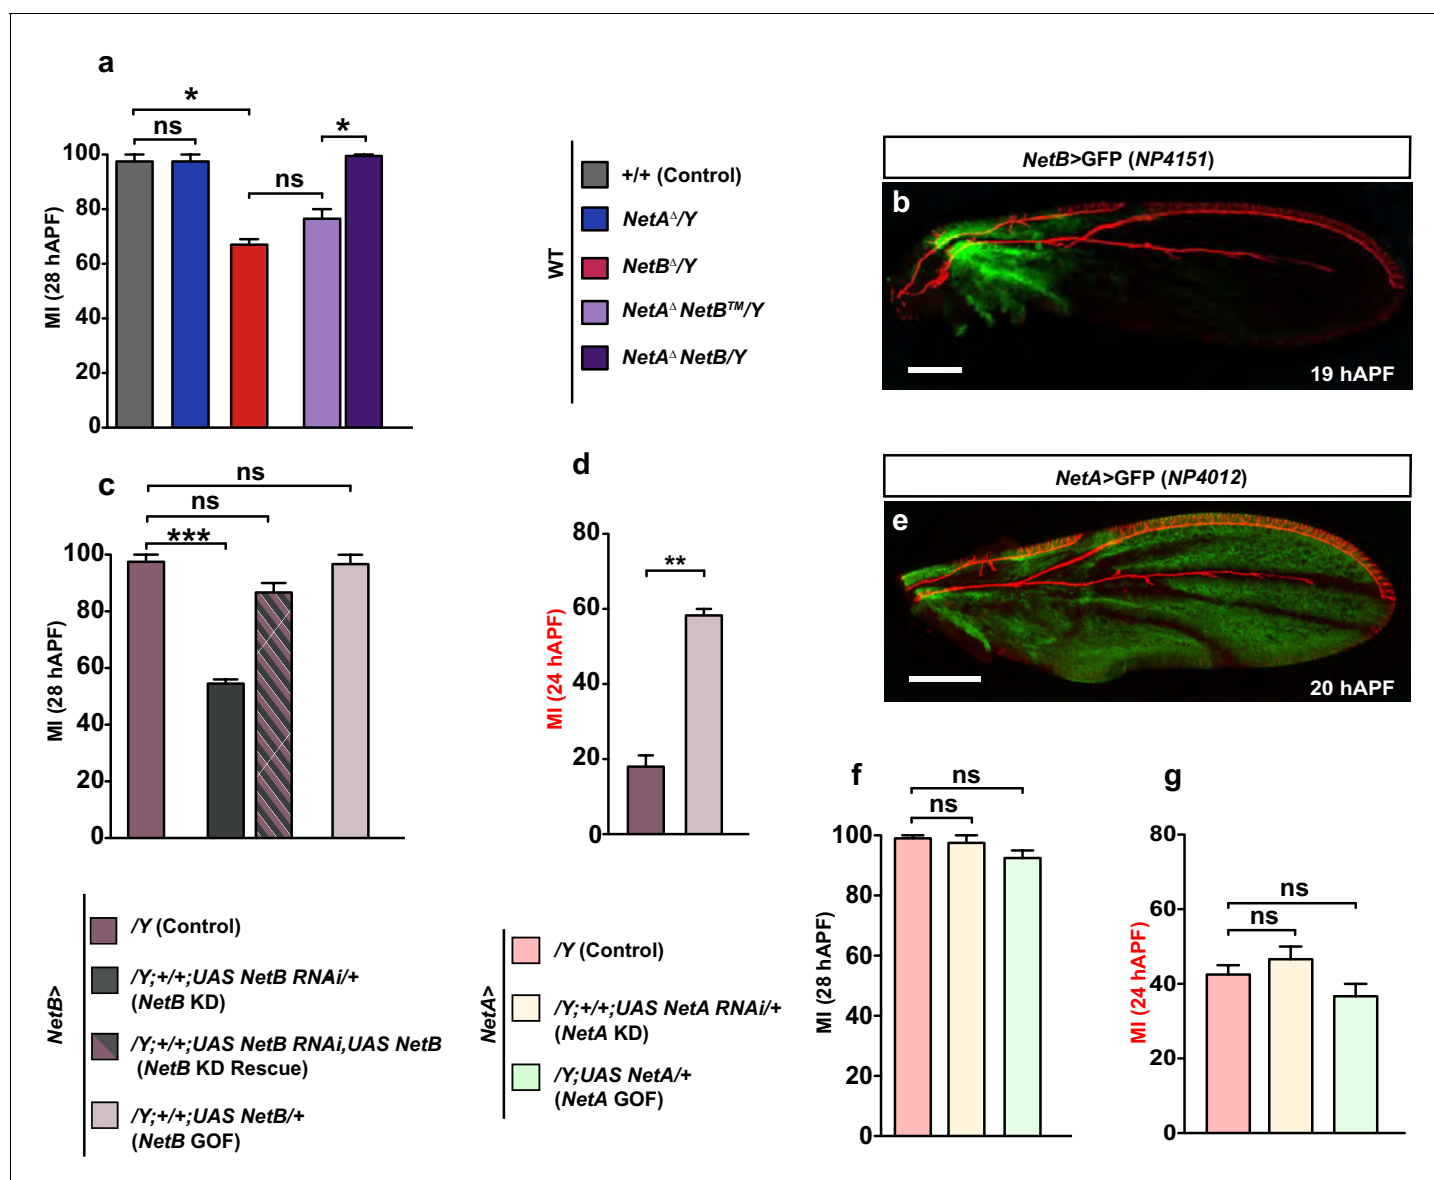 a
*
ns
*
ns
100
80
60
40
20
0
MI (28 hAPF)
WT
+/+ (Control)
NetAΔ/Y
NetBΔ/Y
NetAΔ NetBTM/Y
NetAΔ NetB/Y
NetB>GFP (NP4151)
b
19 hAPF
c
ns
ns
***
100
80
60
40
20
0
MI (28 hAPF)
d
**
80
60
40
20
0
MI (24 hAPF)
NetA>GFP (NP4012)
e
20 hAPF
NetB>
/Y (Control)
/Y;+/+;UAS NetB RNAi/+
(NetB KD)
/Y;+/+;UAS NetB RNAi,UAS NetB
(NetB KD Rescue)
/Y;+/+;UAS NetB/+
(NetB GOF)
NetA>
/Y (Control)
/Y;+/+;UAS NetA RNAi/+
(NetA KD)
/Y;UAS NetA/+
(NetA GOF)
f
ns
ns
100
80
60
40
20
0
MI (28 hAPF)
g
ns
ns
80
60
40
20
0
MI (24 hAPF)